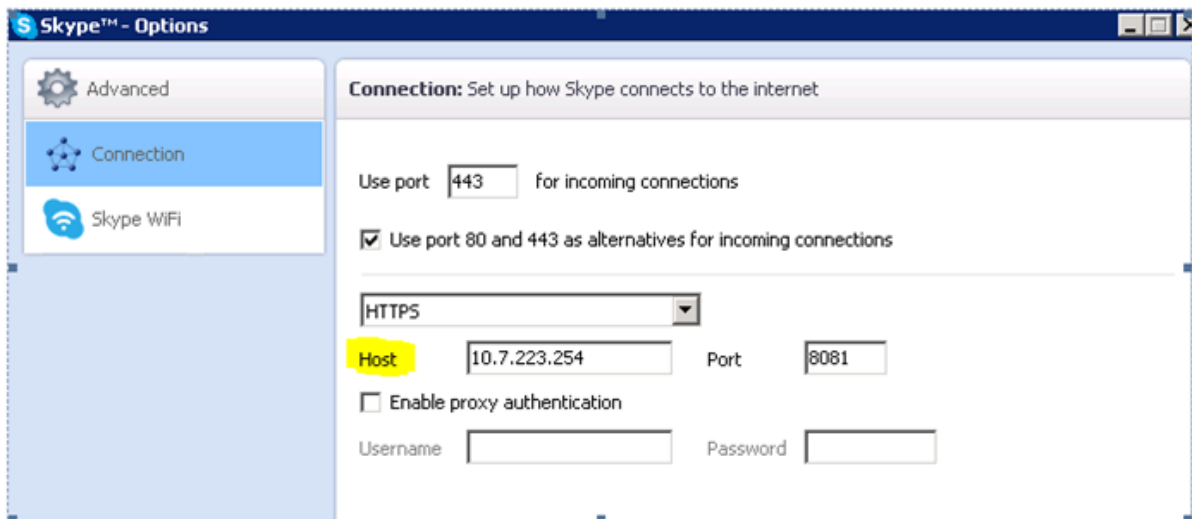 Skype™ - Options
Advanced
Connection: Set up how Skype connects to the internet
Connection
Use port 443 for incoming connections
Skype WiFi
Use port 80 and 443 as alternatives for incoming connections
HTTPS
Host 10.7.223.254 Port 8081
Enable proxy authentication
Username Password